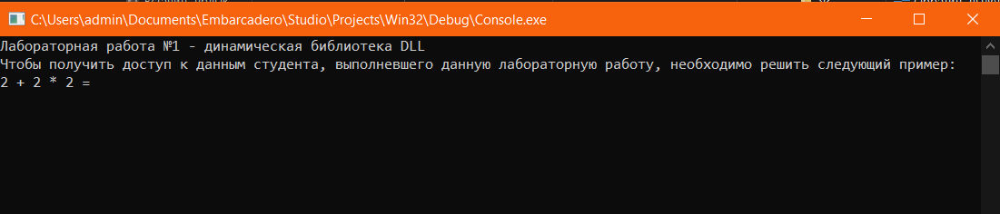 C:\Users\admin\Documents\Embarcadero\Studio\Projects\Win32\Debug\Console.exe
Лабораторная работа №1 - динамическая библиотека DLL
Чтобы получить доступ к данным студента, выполневшего данную лабораторную работу, необходимо решить следующий пример:
2 + 2 * 2 =